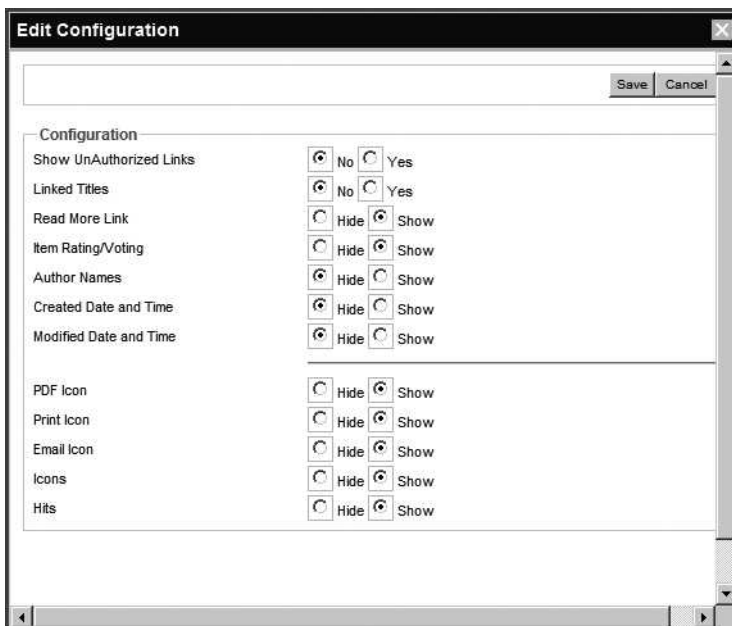 Edit Configuration
Save Cancel
Configuration
Show UnAuthorized Links No Yes
Linked Titles No Yes
Read More Link Hide Show
Item Rating/Voting Hide Show
Author Names Hide Show
Created Date and Time Hide Show
Modified Date and Time Hide Show
PDF Icon Hide Show
Print Icon Hide Show
Email Icon Hide Show
Icons Hide Show
Hits Hide Show